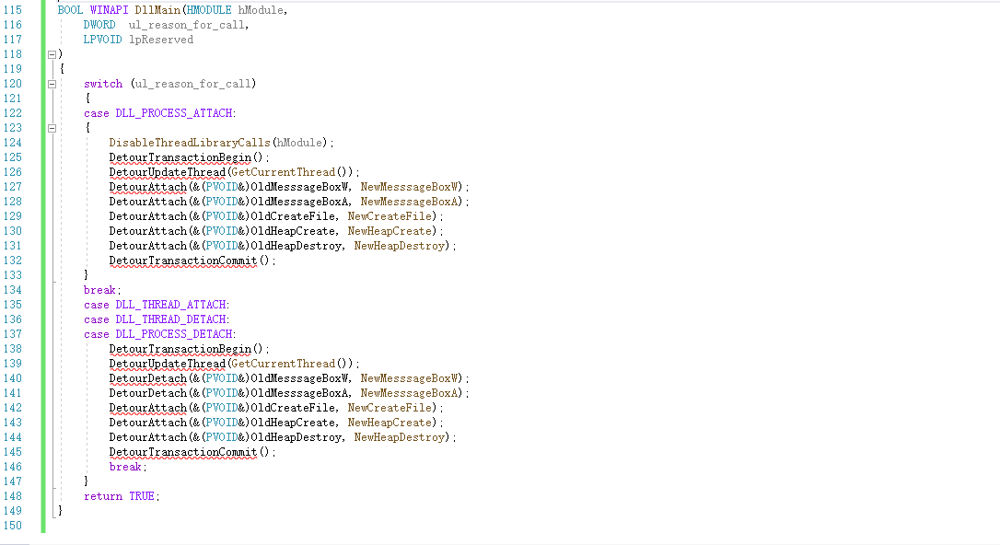 115 BOOL WINAPI DllMain(HMODULE hModule,
116 DWORD ul_reason_for_call,
117 LPVOID lpReserved
118 )
119 {
120 switch (ul_reason_for_call)
121 {
122 case DLL_PROCESS_ATTACH:
123 {
124 DisableThreadLibraryCalls(hModule);
125 DetourTransactionBegin();
126 DetourUpdateThread(GetCurrentThread());
127 DetourAttach(&(PVOID&)OldMesssageBoxW, NewMesssageBoxW);
128 DetourAttach(&(PVOID&)OldMesssageBoxA, NewMesssageBoxA);
129 DetourAttach(&(PVOID&)OldCreateFile, NewCreateFile);
130 DetourAttach(&(PVOID&)OldHeapCreate, NewHeapCreate);
131 DetourAttach(&(PVOID&)OldHeapDestroy, NewHeapDestroy);
132 DetourTransactionCommit();
133 }
134 break;
135 case DLL_THREAD_ATTACH:
136 case DLL_THREAD_DETACH:
137 case DLL_PROCESS_DETACH:
138 DetourTransactionBegin();
139 DetourUpdateThread(GetCurrentThread());
140 DetourDetach(&(PVOID&)OldMesssageBoxW, NewMesssageBoxW);
141 DetourDetach(&(PVOID&)OldMesssageBoxA, NewMesssageBoxA);
142 DetourAttach(&(PVOID&)OldCreateFile, NewCreateFile);
143 DetourAttach(&(PVOID&)OldHeapCreate, NewHeapCreate);
144 DetourAttach(&(PVOID&)OldHeapDestroy, NewHeapDestroy);
145 DetourTransactionCommit();
146 break;
147 }
148 return TRUE;
149 }
150